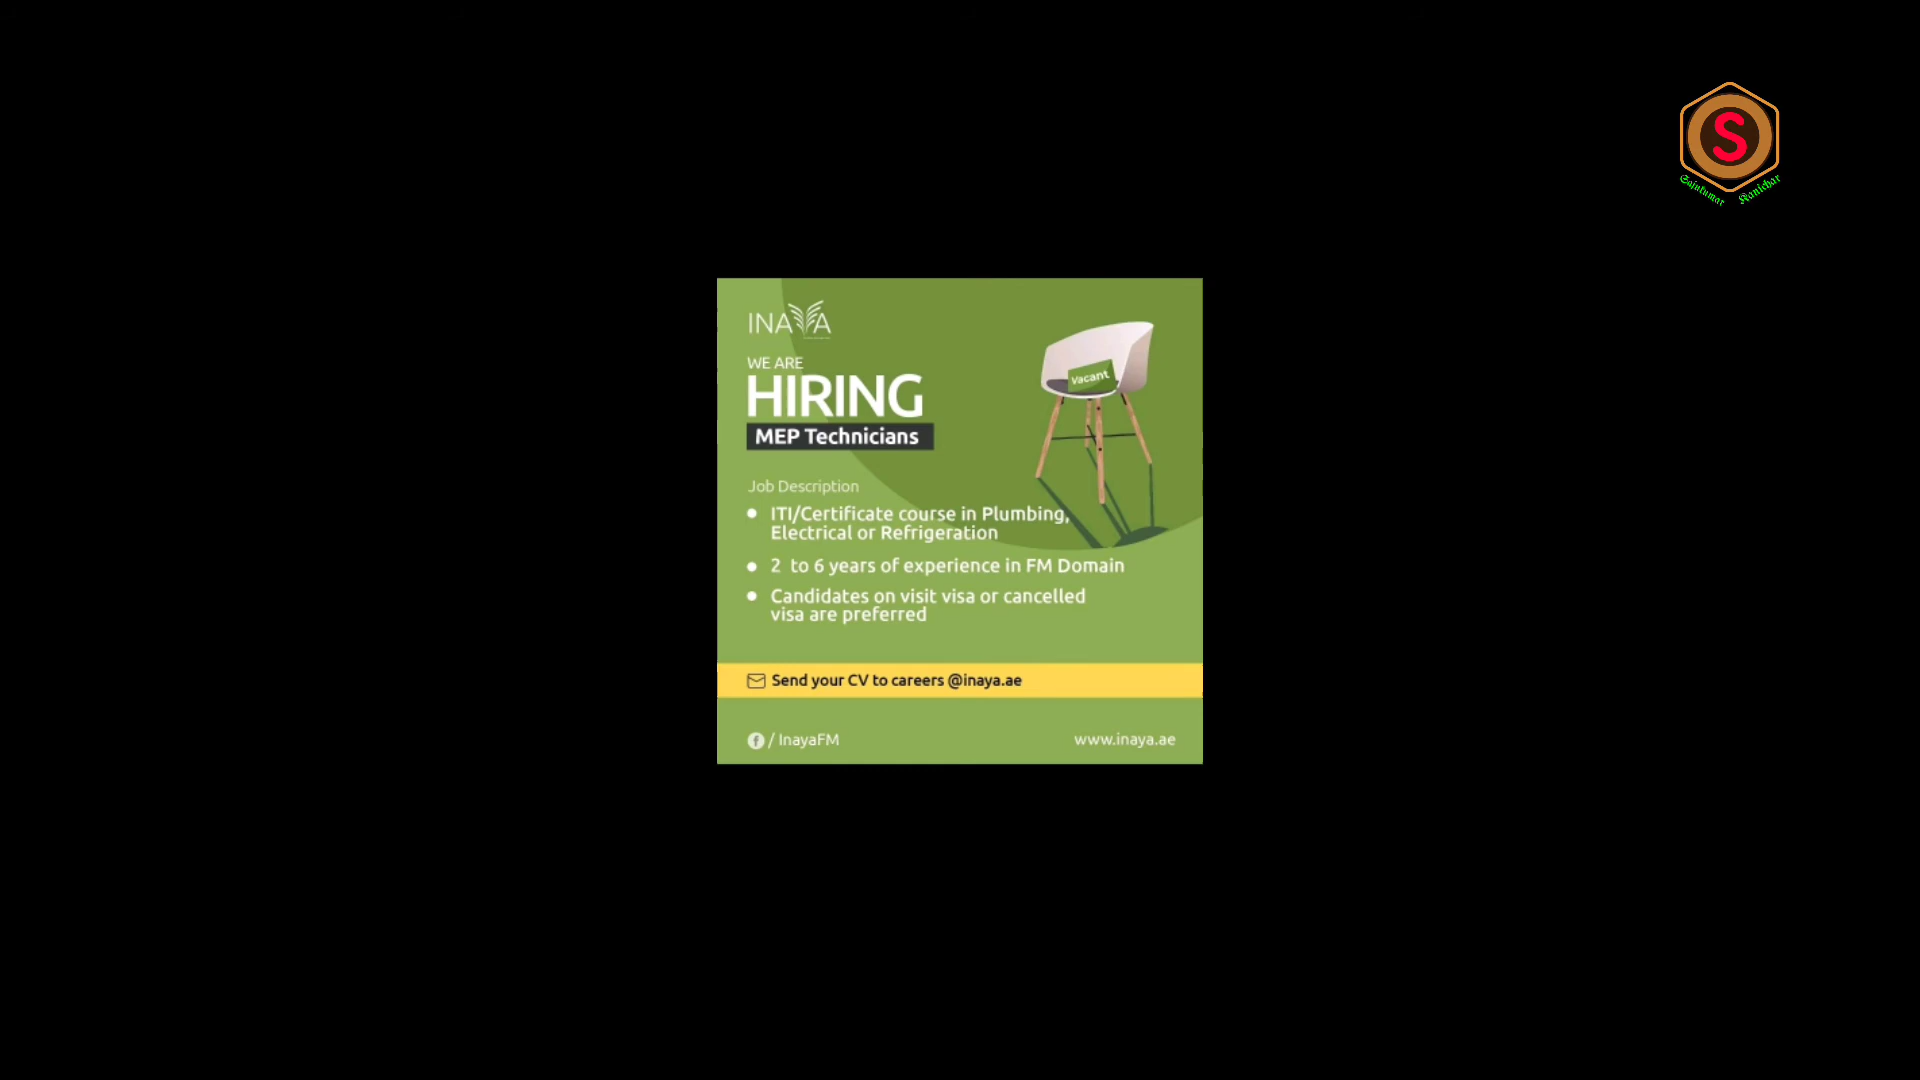 S
Sajukumar Kanichar
INAYA
WE ARE
HIRING
MEP Technicians
Vacant
Job Description
ITI/Certificate course in Plumbing,
Electrical or Refrigeration
2 to 6 years of experience in FM Domain
Candidates on visit visa or cancelled
visa are preferred
Send your CV to careers @inaya.ae
/ InayaFM
www.inaya.ae